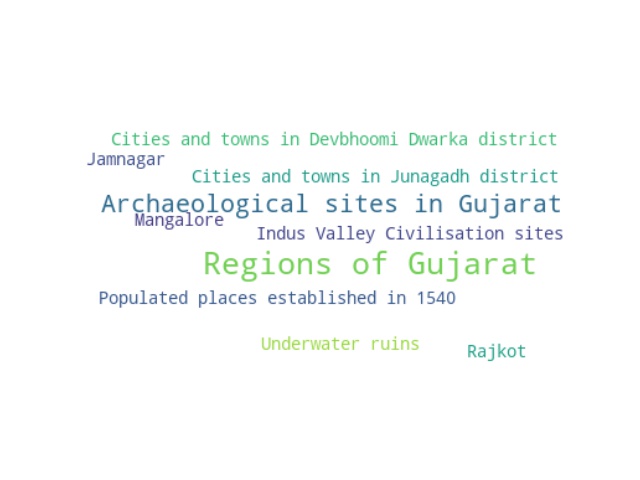 Cities and towns in Devbhoomi Dwarka district
Jamnagar
Cities and towns in Junagadh district
Archaeological sites in Gujarat
Mangalore
Indus Valley Civilisation sites
Regions of Gujarat
Populated places established in 1540
Underwater ruins
Rajkot